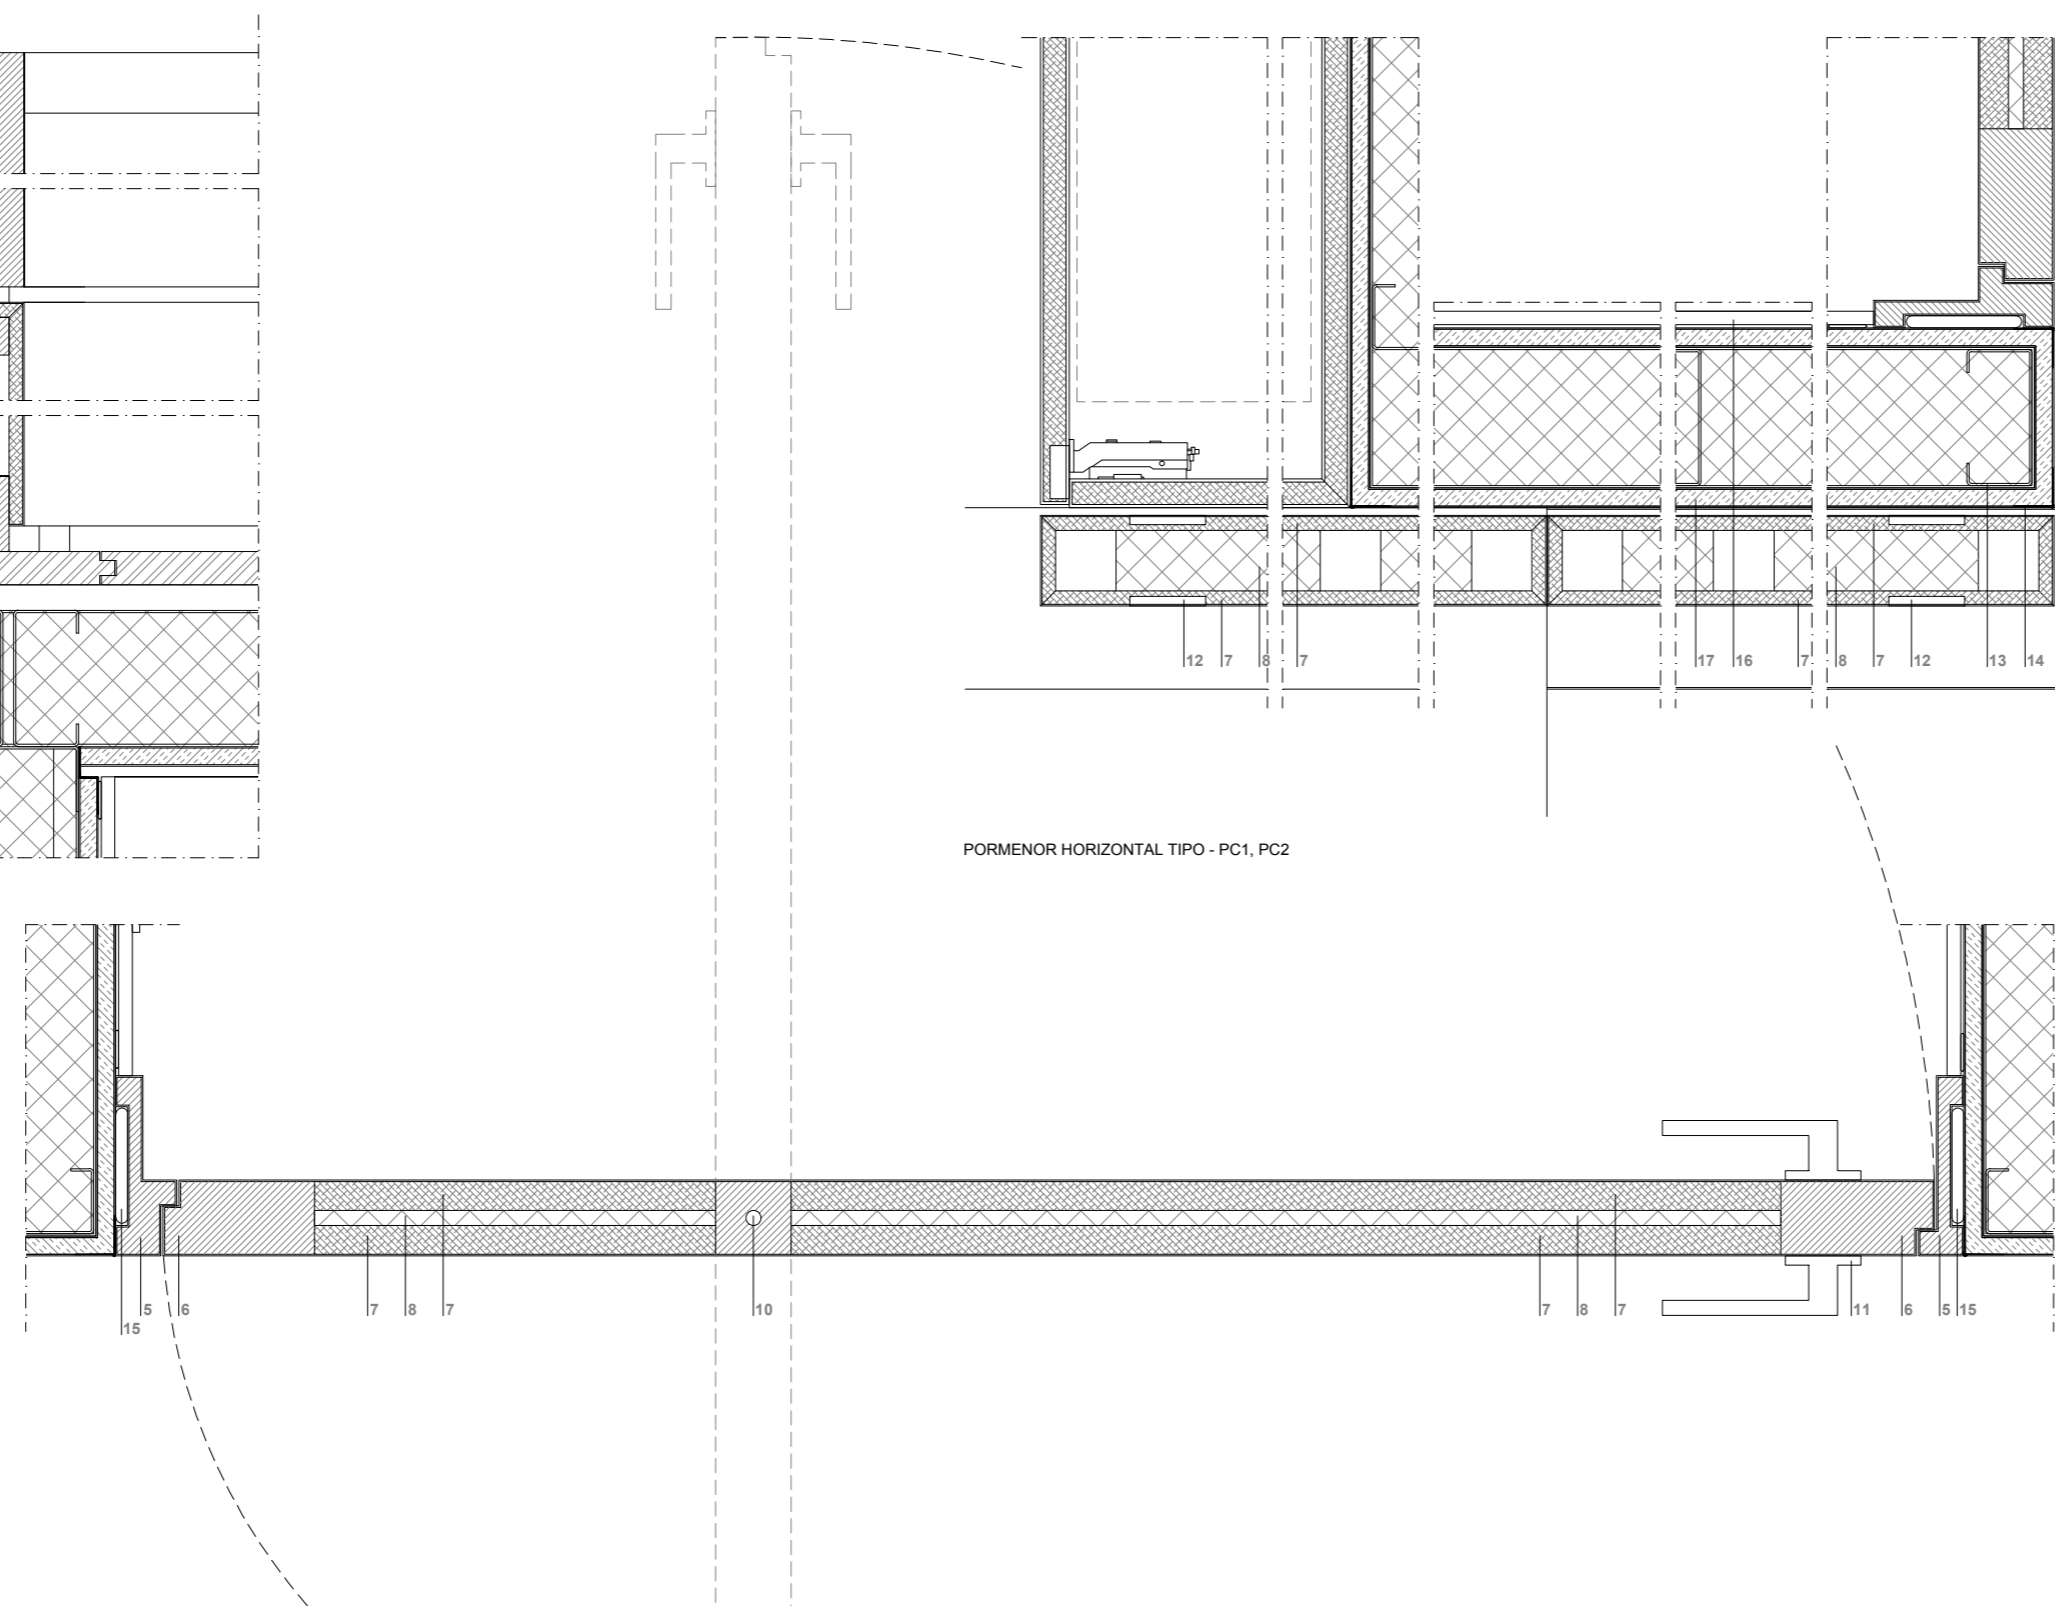 12 7 8 7 17 16 7 8 7 12 13 14
PORMENOR HORIZONTAL TIPO - PC1, PC2
5 6 7 8 7 10 7 8 7 11 6 5 15
15